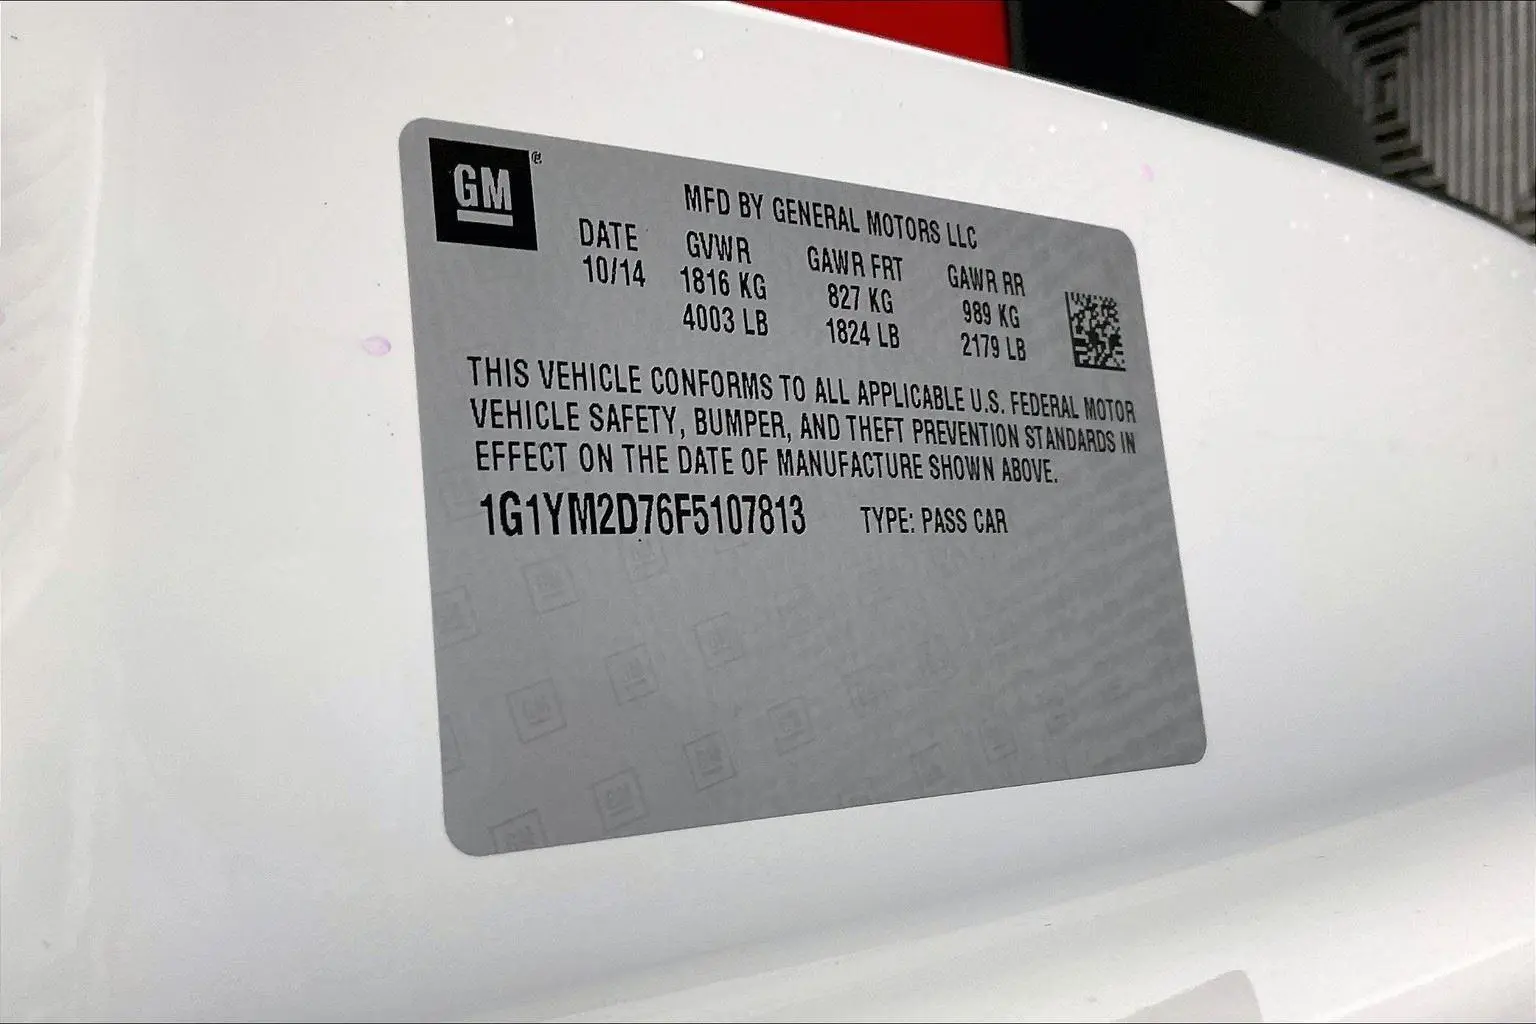 GM®
MFD BY GENERAL MOTORS LLC
DATE GVWR GAWR FRT GAWR RR
10/14 1816 KG 827 KG 989 KG
4003 LB 1824 LB 2179 LB
THIS VEHICLE CONFORMS TO ALL APPLICABLE U.S. FEDERAL MOTOR
VEHICLE SAFETY, BUMPER, AND THEFT PREVENTION STANDARDS IN
EFFECT ON THE DATE OF MANUFACTURE SHOWN ABOVE.
1G1YM2D76F5107813 TYPE: PASS CAR